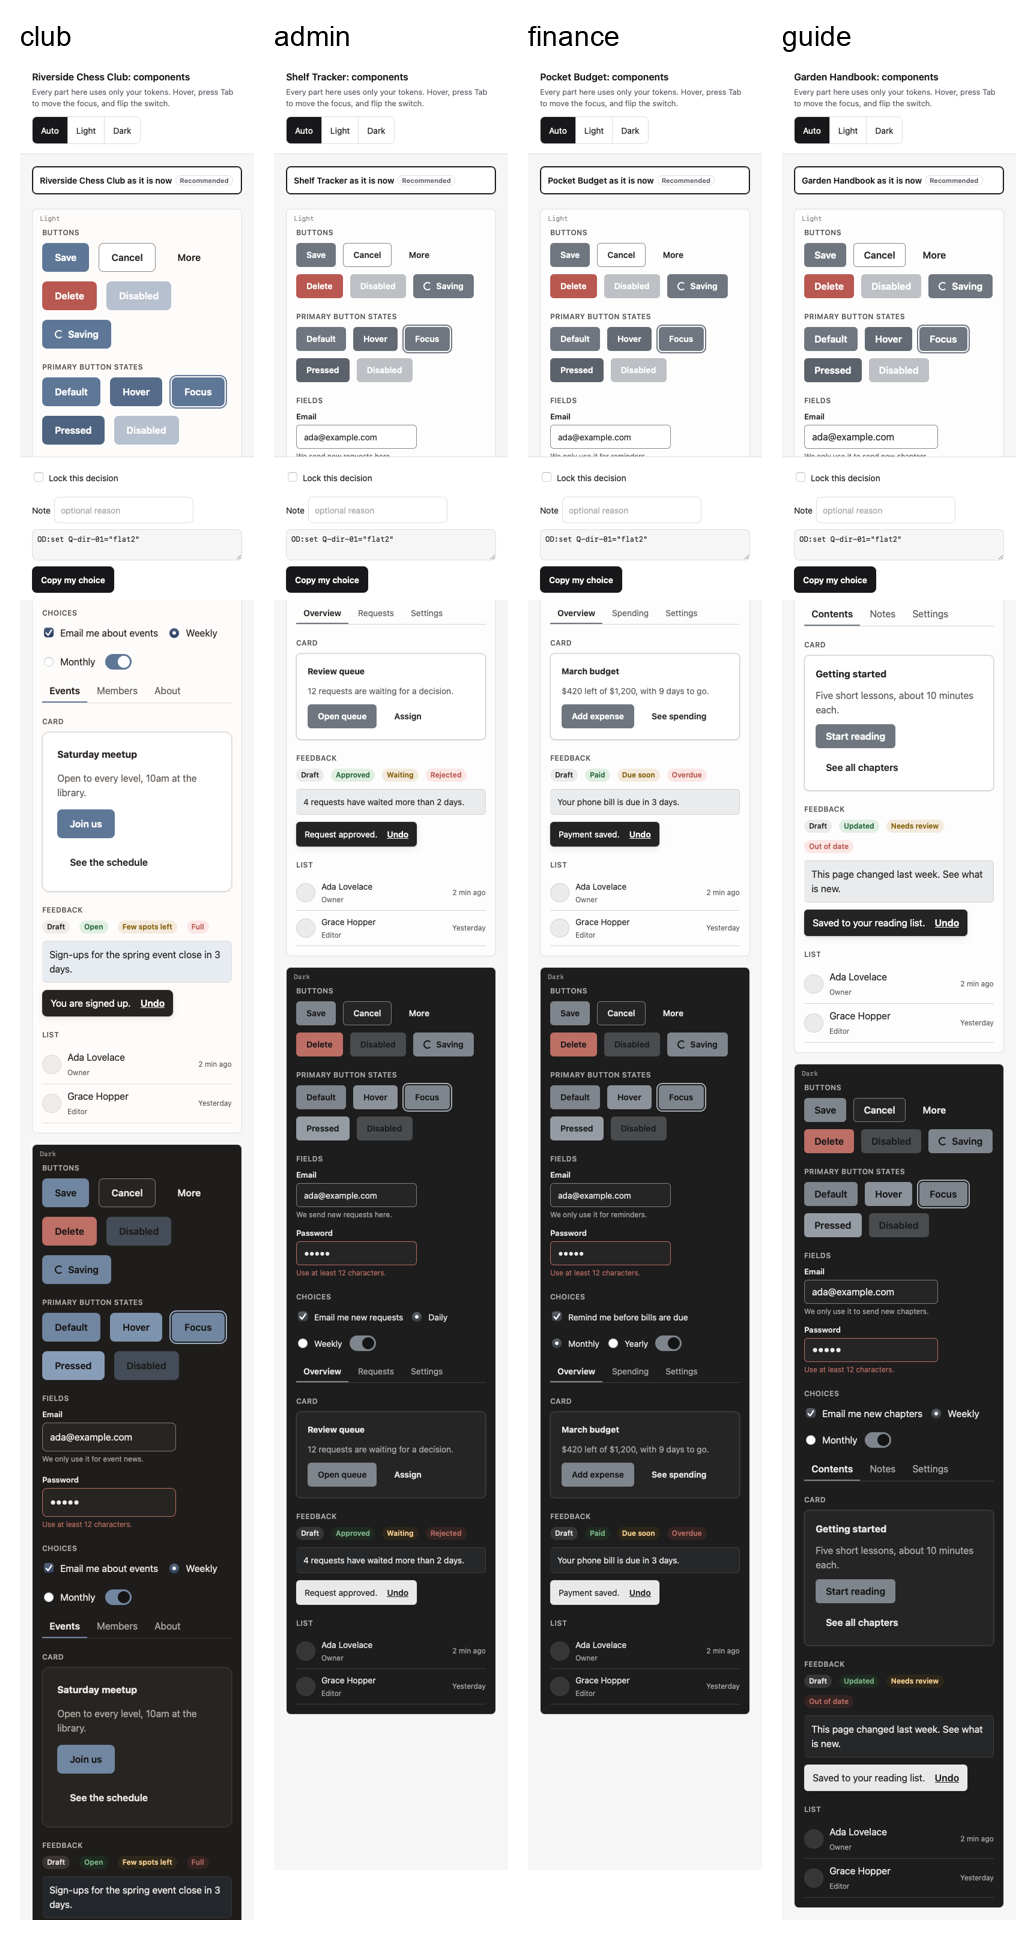 club
Riverside Chess Club: components
Every part here uses only your tokens. Hover, press Tab
to move the focus, and flip the switch.
Auto Light Dark
Riverside Chess Club as it is now Recommended
Light
BUTTONS
Save Cancel More
Delete Disabled
Saving
PRIMARY BUTTON STATES
Default Hover Focus
Pressed Disabled
Lock this decision
Note optional reason
OD:set Q-dir-01="flat2"
Copy my choice
CHOICES
Email me about events Weekly
Monthly
Events Members About
CARD
Saturday meetup
Open to every level, 10am at the
library.
Join us
See the schedule
FEEDBACK
Draft Open Few spots left Full
Sign-ups for the spring event close in 3
days.
You are signed up. Undo
LIST
Ada Lovelace
Owner
2 min ago
Grace Hopper
Editor
Yesterday
Dark
BUTTONS
Save Cancel More
Delete Disabled
Saving
PRIMARY BUTTON STATES
Default Hover Focus
Pressed Disabled
FIELDS
Email
ada@example.com
We only use it for event news.
Password
Use at least 12 characters.
CHOICES
Email me about events Weekly
Monthly
Events Members About
CARD
Saturday meetup
Open to every level, 10am at the
library.
Join us
See the schedule
FEEDBACK
Draft Open Few spots left Full
Sign-ups for the spring event close in 3
days.
admin
Shelf Tracker: components
Every part here uses only your tokens. Hover, press Tab
to move the focus, and flip the switch.
Auto Light Dark
Shelf Tracker as it is now Recommended
Light
BUTTONS
Save Cancel More
Delete Disabled Saving
PRIMARY BUTTON STATES
Default Hover Focus
Pressed Disabled
FIELDS
Email
ada@example.com
We send new requests here.
Lock this decision
Note optional reason
OD:set Q-dir-01="flat2"
Copy my choice
Overview Requests Settings
CARD
Review queue
12 requests are waiting for a decision.
Open queue Assign
FEEDBACK
Draft Approved Waiting Rejected
4 requests have waited more than 2 days.
Request approved. Undo
LIST
Ada Lovelace
Owner
2 min ago
Grace Hopper
Editor
Yesterday
Dark
BUTTONS
Save Cancel More
Delete Disabled Saving
PRIMARY BUTTON STATES
Default Hover Focus
Pressed Disabled
FIELDS
Email
ada@example.com
We send new requests here.
Password
Use at least 12 characters.
CHOICES
Email me new requests Daily
Weekly
Overview Requests Settings
CARD
Review queue
12 requests are waiting for a decision.
Open queue Assign
FEEDBACK
Draft Approved Waiting Rejected
4 requests have waited more than 2 days.
Request approved. Undo
LIST
Ada Lovelace
Owner
2 min ago
Grace Hopper
Editor
Yesterday
finance
Pocket Budget: components
Every part here uses only your tokens. Hover, press Tab
to move the focus, and flip the switch.
Auto Light Dark
Pocket Budget as it is now Recommended
Light
BUTTONS
Save Cancel More
Delete Disabled Saving
PRIMARY BUTTON STATES
Default Hover Focus
Pressed Disabled
FIELDS
Email
ada@example.com
We only use it for reminders.
Lock this decision
Note optional reason
OD:set Q-dir-01="flat2"
Copy my choice
Overview Spending Settings
CARD
March budget
$420 left of $1,200, with 9 days to go.
Add expense See spending
FEEDBACK
Draft Paid Due soon Overdue
Your phone bill is due in 3 days.
Payment saved. Undo
LIST
Ada Lovelace
Owner
2 min ago
Grace Hopper
Editor
Yesterday
Dark
BUTTONS
Save Cancel More
Delete Disabled Saving
PRIMARY BUTTON STATES
Default Hover Focus
Pressed Disabled
FIELDS
Email
ada@example.com
We only use it for reminders.
Password
Use at least 12 characters.
CHOICES
Remind me before bills are due
Monthly Yearly
Overview Spending Settings
CARD
March budget
$420 left of $1,200, with 9 days to go.
Add expense See spending
FEEDBACK
Draft Paid Due soon Overdue
Your phone bill is due in 3 days.
Payment saved. Undo
LIST
Ada Lovelace
Owner
2 min ago
Grace Hopper
Editor
Yesterday
guide
Garden Handbook: components
Every part here uses only your tokens. Hover, press Tab
to move the focus, and flip the switch.
Auto Light Dark
Garden Handbook as it is now Recommended
Light
BUTTONS
Save Cancel More
Delete Disabled Saving
PRIMARY BUTTON STATES
Default Hover Focus
Pressed Disabled
FIELDS
Email
ada@example.com
We only use it to send new chapters.
Lock this decision
Note optional reason
OD:set Q-dir-01="flat2"
Copy my choice
Contents Notes Settings
CARD
Getting started
Five short lessons, about 10 minutes
each.
Start reading
See all chapters
FEEDBACK
Draft Updated Needs review
Out of date
This page changed last week. See what
is new.
Saved to your reading list. Undo
LIST
Ada Lovelace
Owner
2 min ago
Grace Hopper
Editor
Yesterday
Dark
BUTTONS
Save Cancel More
Delete Disabled Saving
PRIMARY BUTTON STATES
Default Hover Focus
Pressed Disabled
FIELDS
Email
ada@example.com
We only use it to send new chapters.
Password
Use at least 12 characters.
CHOICES
Email me new chapters Weekly
Monthly
Contents Notes Settings
CARD
Getting started
Five short lessons, about 10 minutes
each.
Start reading
See all chapters
FEEDBACK
Draft Updated Needs review
Out of date
This page changed last week. See what
is new.
Saved to your reading list. Undo
LIST
Ada Lovelace
Owner
2 min ago
Grace Hopper
Editor
Yesterday